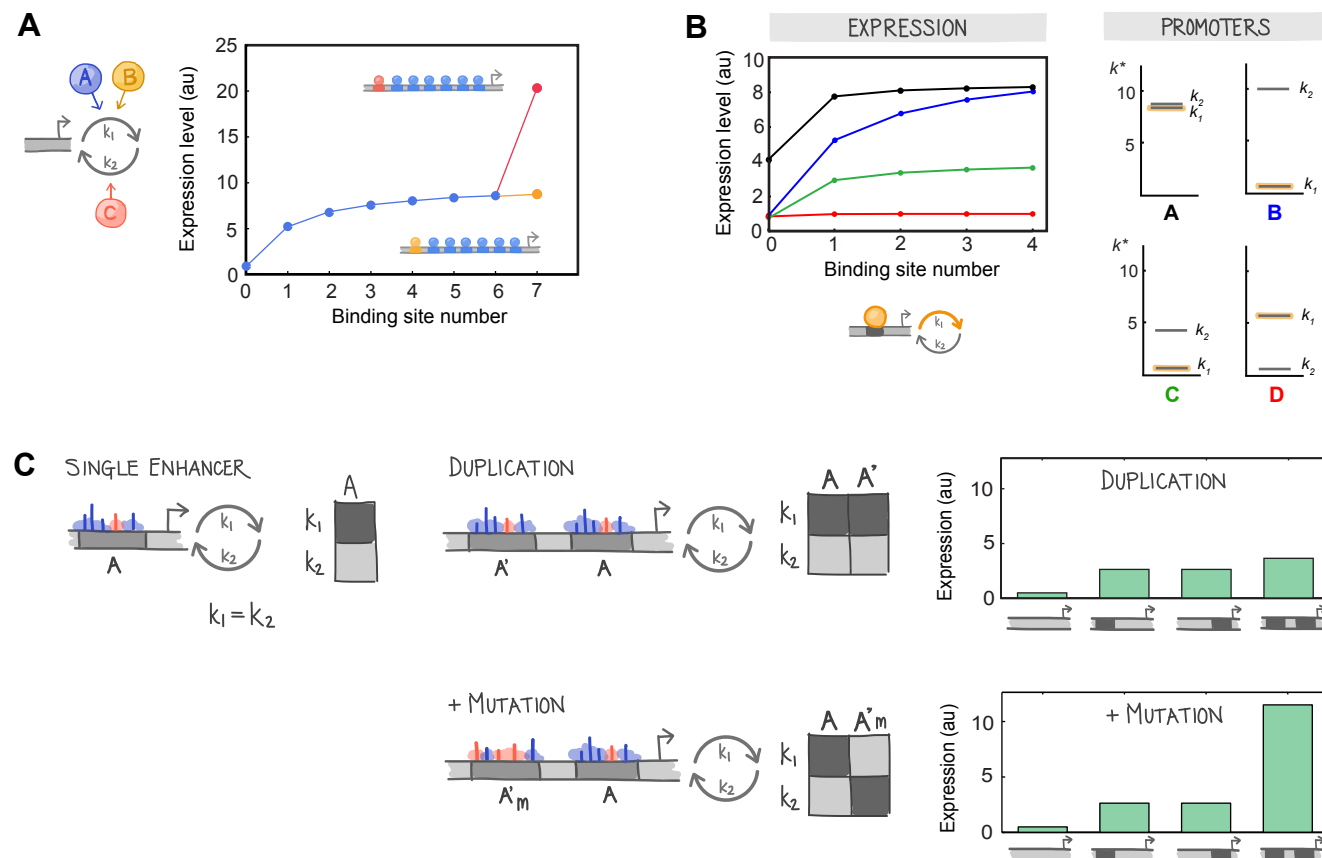 A
A
B
k1
k2
C
Expression level (au)
25
20
15
10
5
0
0 1 2 3 4 5 6 7
Binding site number
B
EXPRESSION
Expression level (au)
10
8
6
4
2
0
0 1 2 3 4
Binding site number
k1
k2
PROMOTERS
k*
10
5
k2
k1
A
10
5
k2
k1
B
k*
10
5
k2
k1
C
10
5
k1
k2
D
C
SINGLE ENHANCER
A
k1
k2
A
k1
k2
k1 = k2
DUPLICATION
A'
A
k1
k2
A A'
k1
k2
DUPLICATION
Expression (au)
10
5
0
+ MUTATION
A'm
A
k1
k2
A A'm
k1
k2
+ MUTATION
Expression (au)
10
5
0